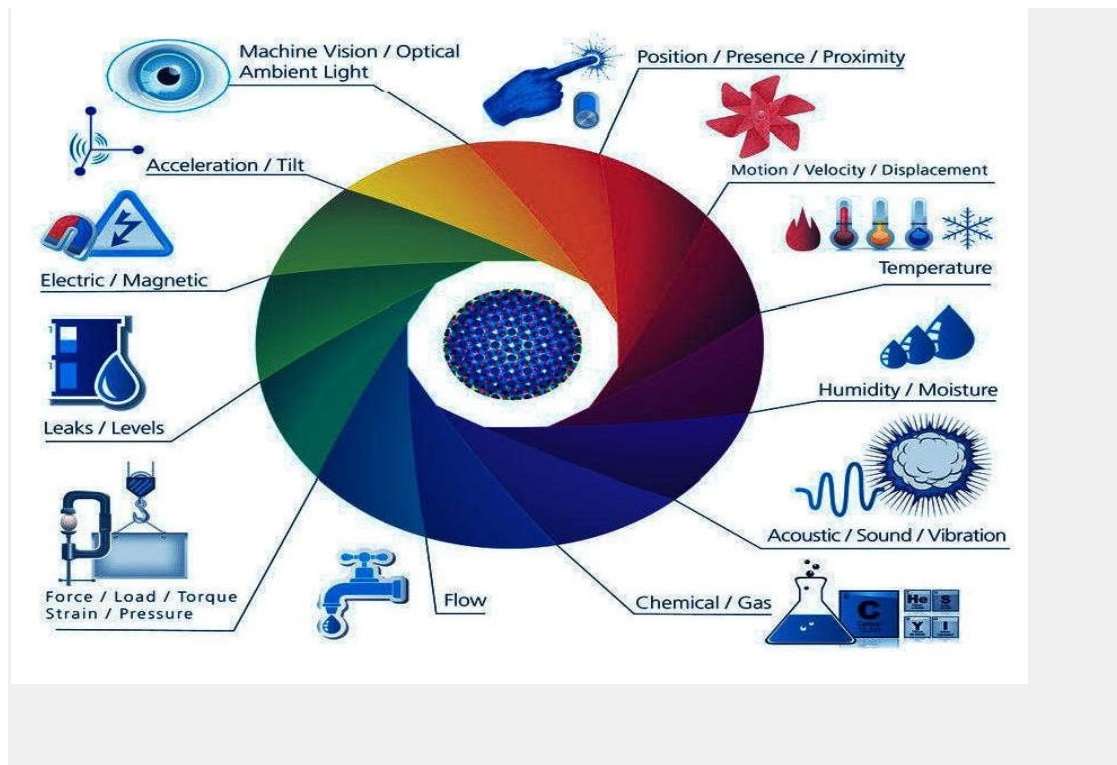 Machine Vision / Optical
Ambient Light
Position / Presence / Proximity
Acceleration / Tilt
Motion / Velocity / Displacement
Electric / Magnetic
Temperature
Humidity / Moisture
Leaks / Levels
Acoustic / Sound / Vibration
Force / Load / Torque
Strain / Pressure
Flow
Chemical / Gas
C
He S
Y I